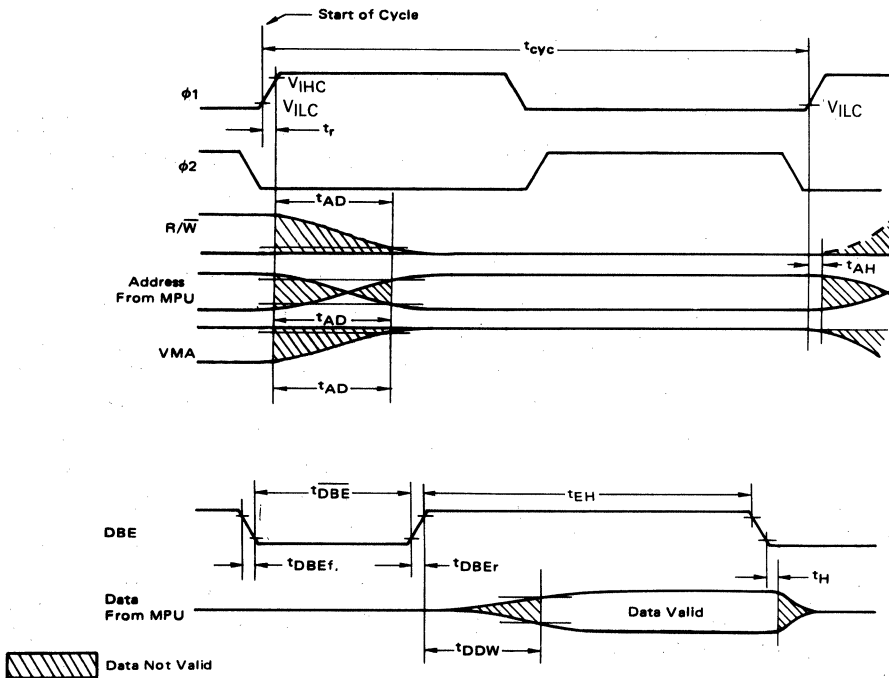 Start of Cycle
tcyc
φ1
VIHC
VILC
VILC
tr
φ2
tAD
R/W̅
tAH
Address
From MPU
tAD
VMA
tAD
tD̅B̅E̅
tEH
DBE
tDBEf.
tDBEr
tH
Data
From MPU
Data Valid
tDDW
Data Not Valid